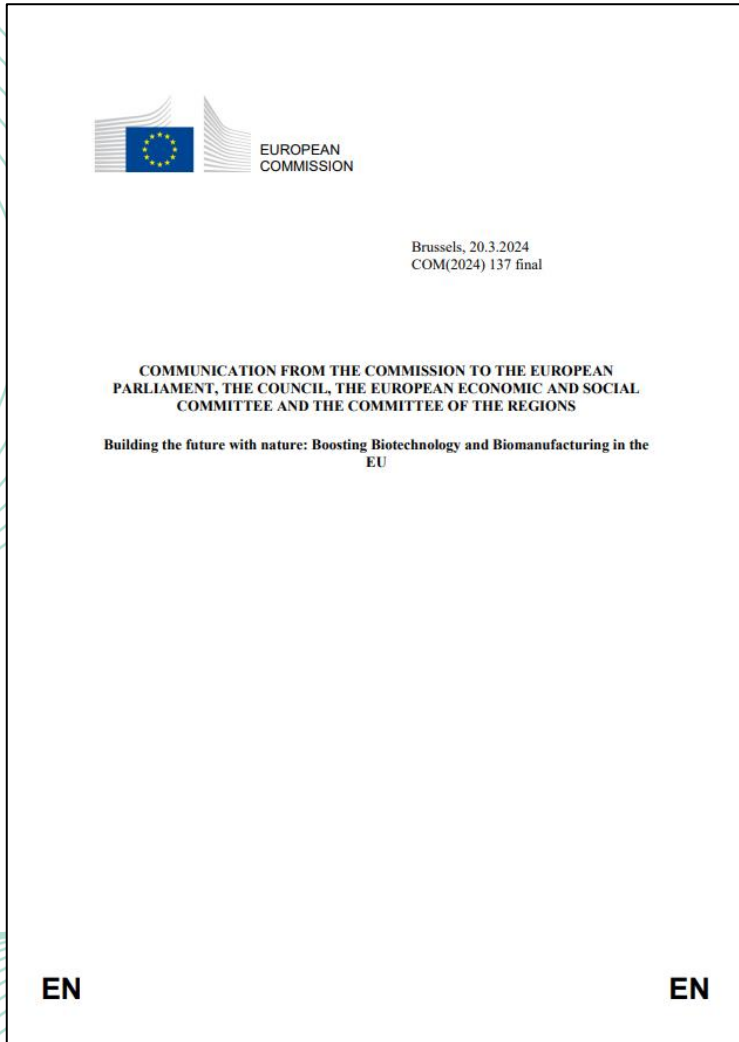 EUROPEAN
COMMISSION
Brussels, 20.3.2024
COM(2024) 137 final
COMMUNICATION FROM THE COMMISSION TO THE EUROPEAN
PARLIAMENT, THE COUNCIL, THE EUROPEAN ECONOMIC AND SOCIAL
COMMITTEE AND THE COMMITTEE OF THE REGIONS
Building the future with nature: Boosting Biotechnology and Biomanufacturing in the
EU
EN EN